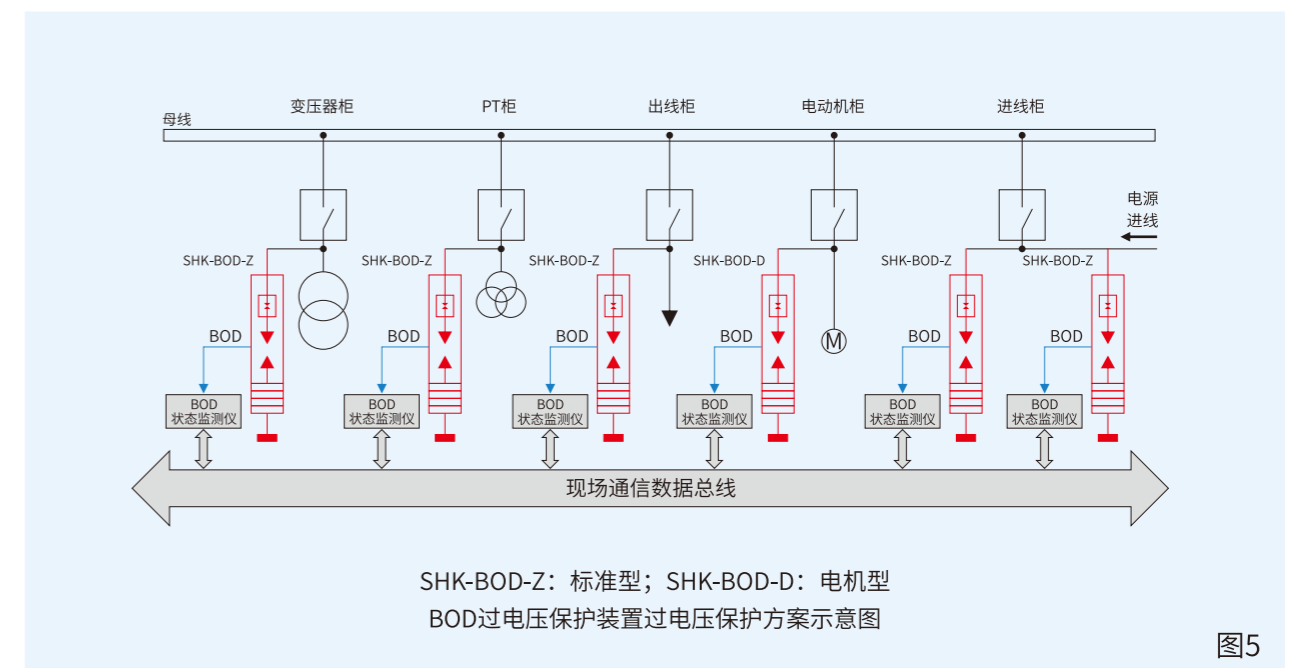 变压器柜
PT柜
出线柜
电动机柜
进线柜
母线
电源
进线
SHK-BOD-Z
SHK-BOD-Z
SHK-BOD-Z
SHK-BOD-D
SHK-BOD-Z
SHK-BOD-Z
BOD
BOD
BOD
BOD
M
BOD
BOD
BOD
状态监测仪
BOD
状态监测仪
BOD
状态监测仪
BOD
状态监测仪
BOD
状态监测仪
BOD
状态监测仪
现场通信数据总线
SHK-BOD-Z：标准型；SHK-BOD-D：电机型
BOD过电压保护装置过电压保护方案示意图
图5